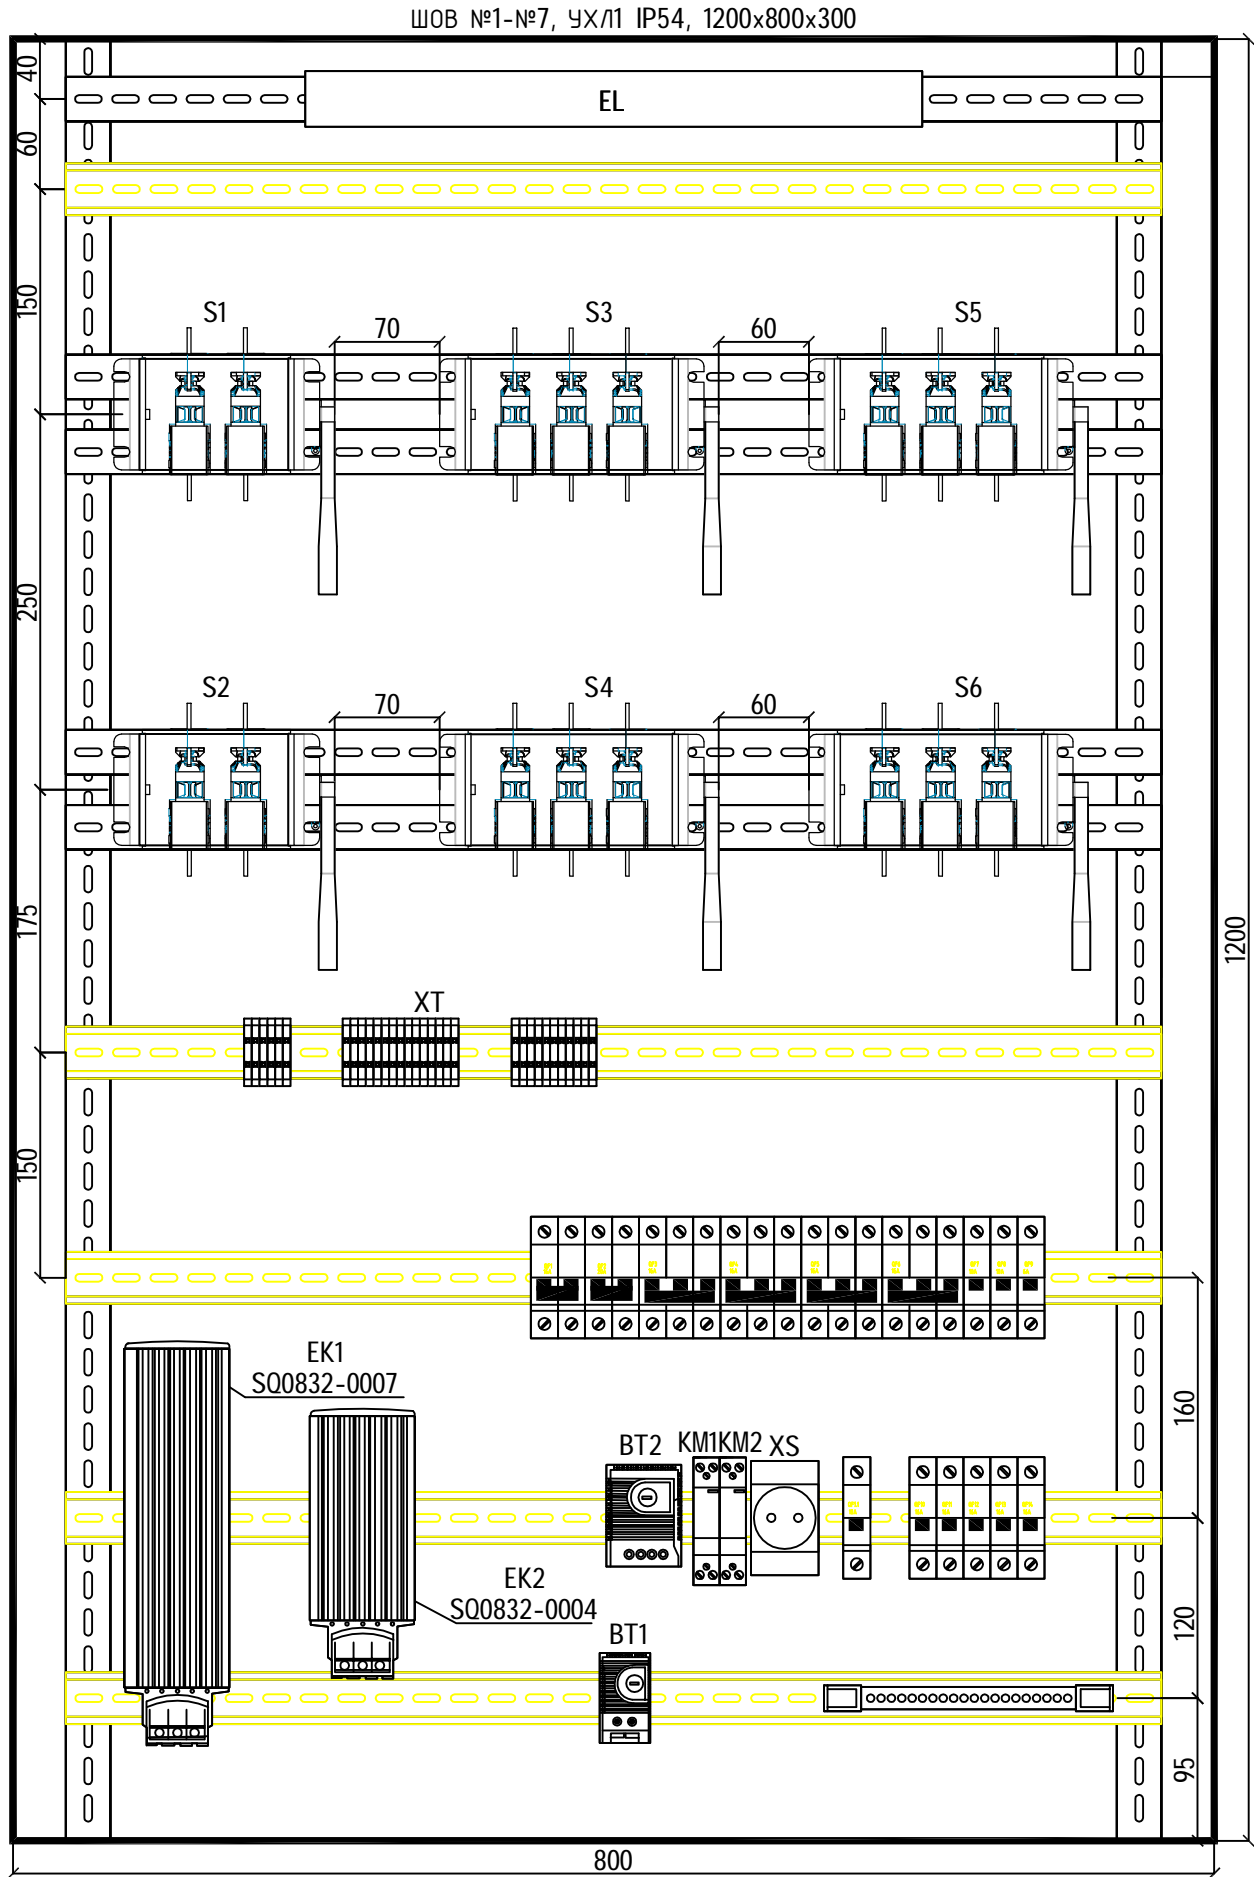 ШОВ №1-№7, УХЛ1 IP54, 1200x800x300
40
EL
60
150
S1
S3
S5
70
60
250
S2
S4
S6
70
60
175
1200
XT
150
EK1
SQ0832-0007
160
BT2
KM1KM2
XS
EK2
SQ0832-0004
120
BT1
95
800